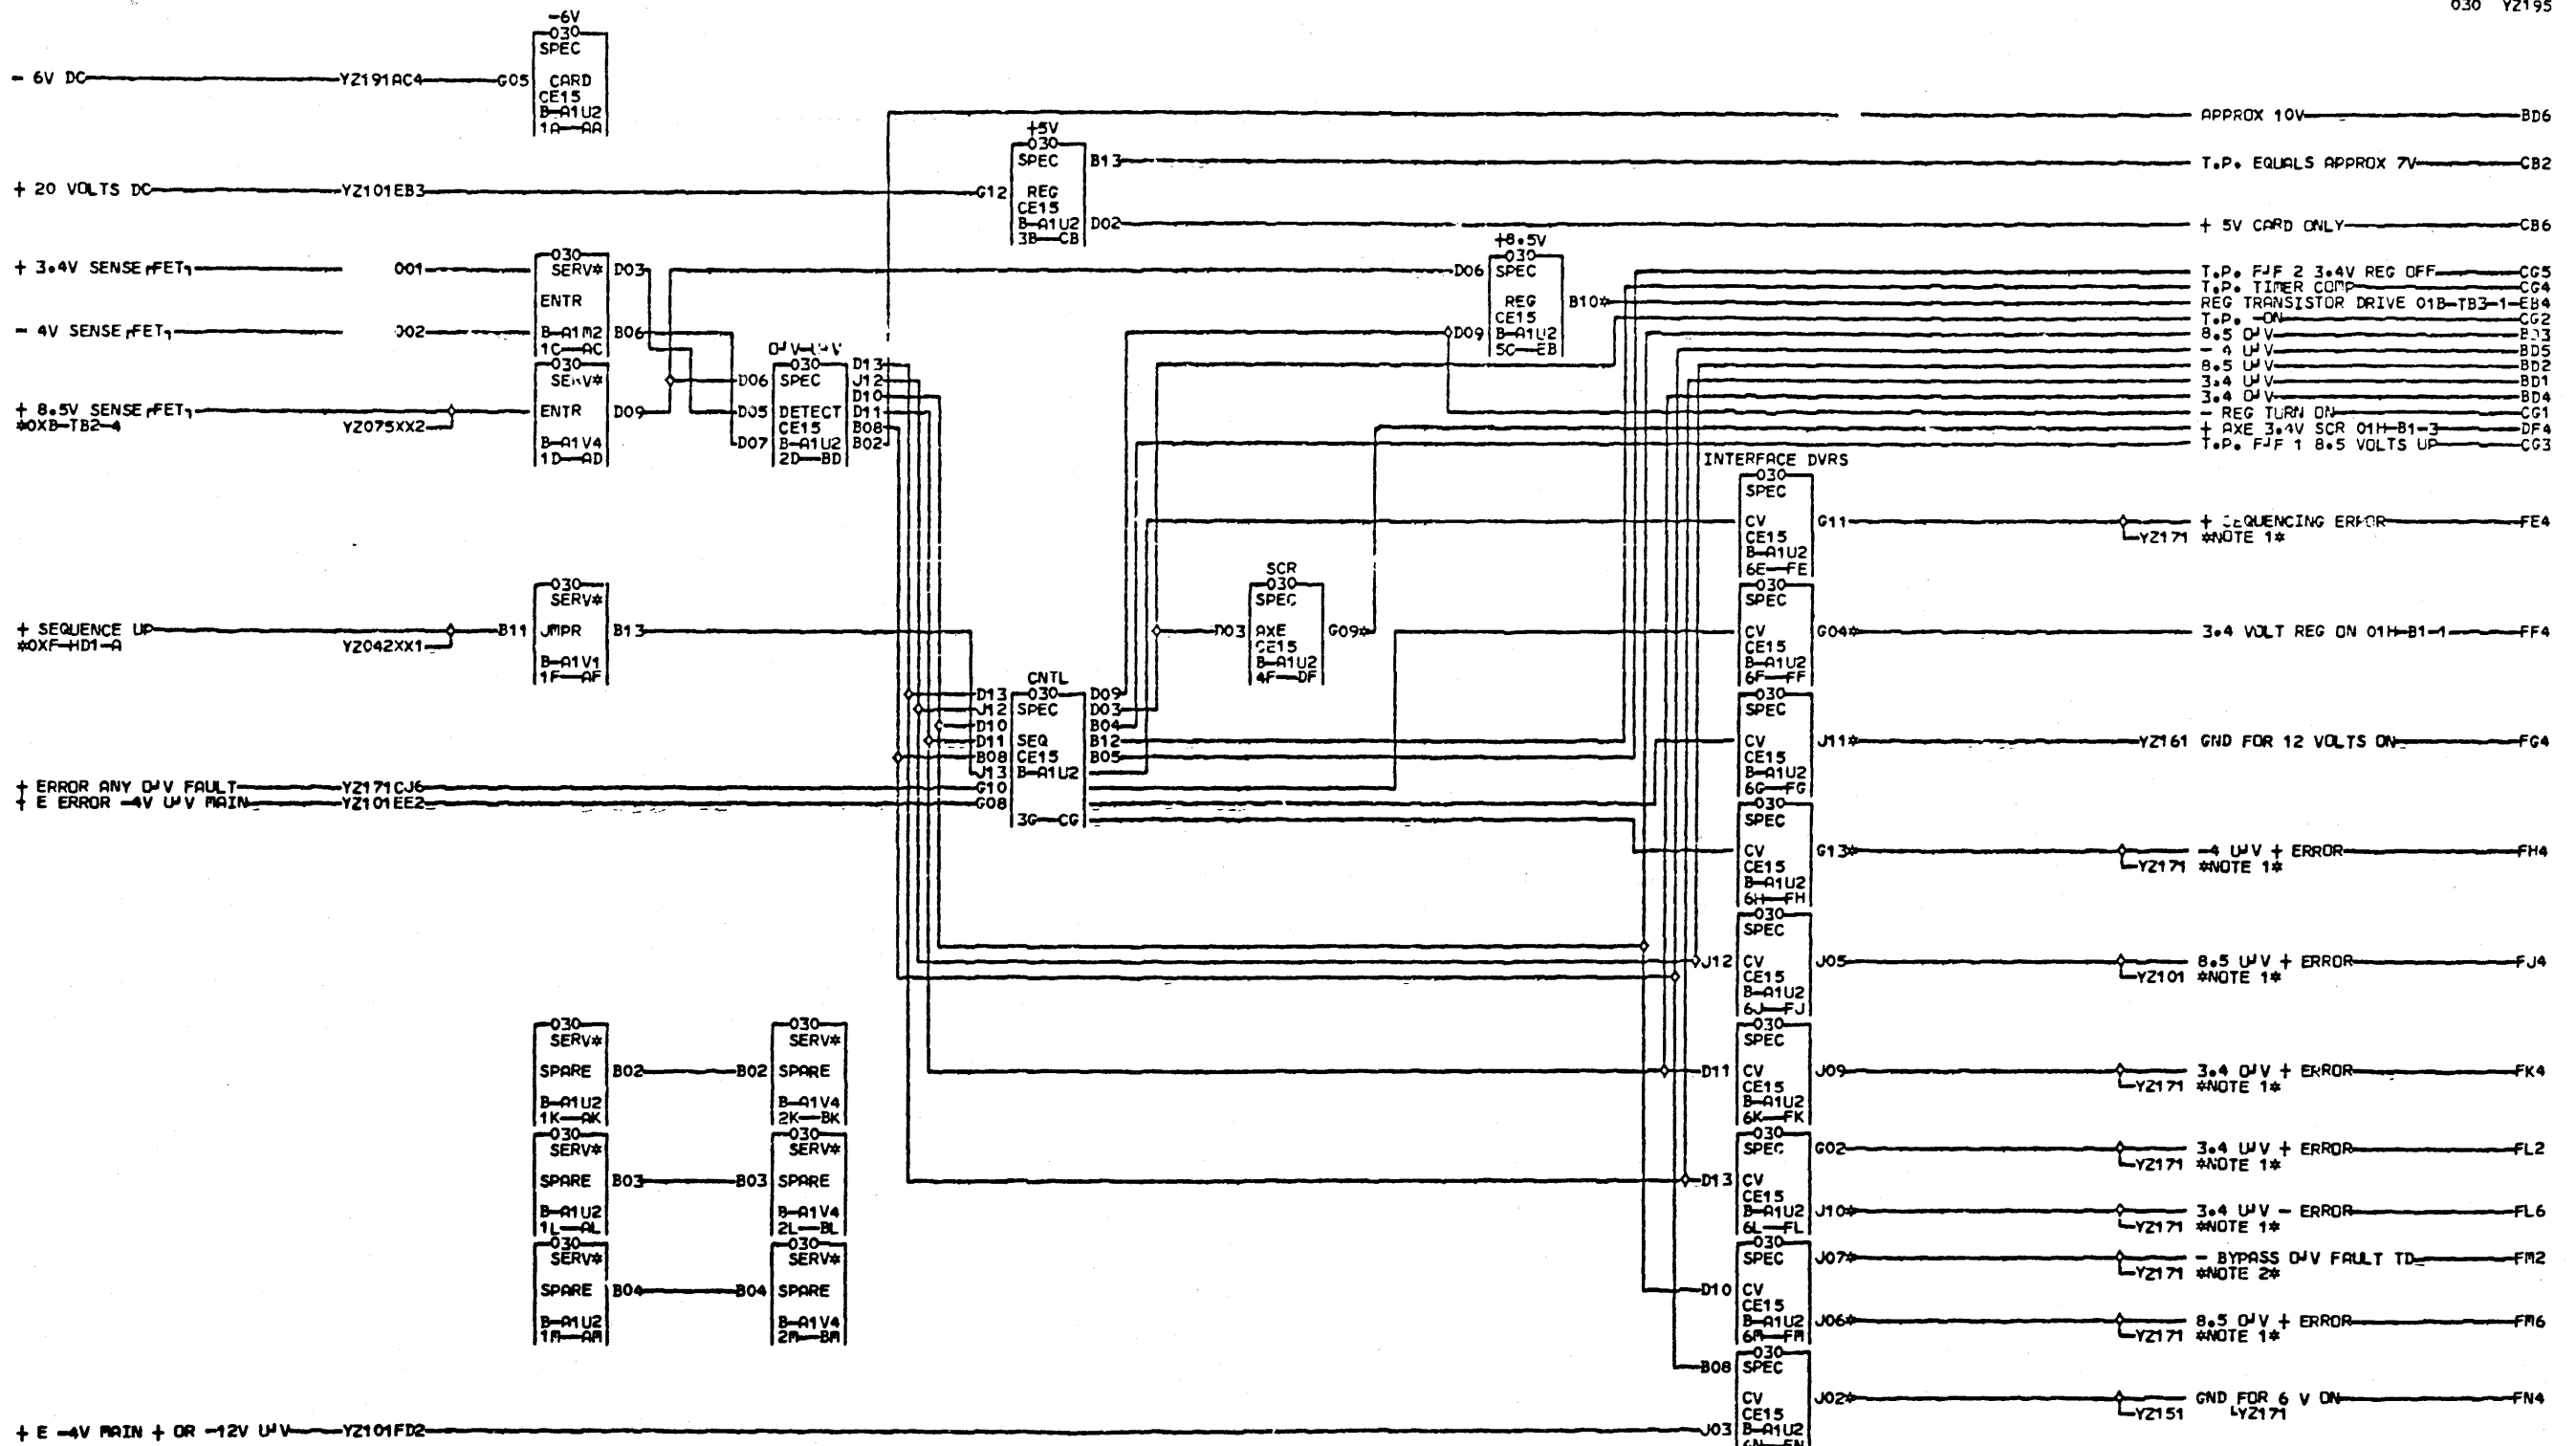 030 YZ195
-6V
030
SPEC
- 6V DC YZ191AC4 G05 CARD
CE15
B-A1U2
1A AA
APPROX 10V BD6
+5V
030
SPEC B13 T.P. EQUALS APPROX 7V CB2
+ 20 VOLTS DC YZ101EB3 G12 REG
CE15
B-A1U2 D02 + 5V CARD ONLY CB6
3B CB
+8.5V
030
+ 3.4V SENSE FET 001 SERV* D03 D06 SPEC T.P. F/F 2 3.4V REG OFF CG5
T.P. TIMER COMP CG4
ENTR REG B10* REG TRANSISTOR DRIVE 01B-TB3-1 EB4
CE15
T.P. -ON CG2
- 4V SENSE FET 002 B-A1M2 B06 D09 B-A1U2 8.5 O/V BD3
1C AC 5C EB - 4 U/V BD5
030 030 D13 8.5 U/V BD2
SERV* D06 SPEC J12 3.4 U/V BD1
D10 3.4 O/V BD4
+ 8.5V SENSE FET ENTR D09 D05 DETECT D11 - REG TURN ON CG1
*0XB-TB2-4 YZ075XX2 CE15 B08 + AXE 3.4V SCR 01H-B1-3 DF4
B-A1V4 D07 B-A1U2 B02 T.P. F/F 1 8.5 VOLTS UP CG3
1D AD 2D BD
INTERFACE DVRS
030
SPEC
CV G11 + SEQUENCING ERROR FE4
CE15 YZ171 *NOTE 1*
B-A1U2
6E FE
SCR
030 030 030
SERV* SPEC SPEC
+ SEQUENCE UP B11 JMPR B13 D03 AXE G09* CV G04* 3.4 VOLT REG ON 01H-B1-1 FF4
*0XF-HD1-A YZ042XX1 CE15 CE15
B-A1V1 B-A1U2 B-A1U2
1F AF 4F DF 6F FF
CNTL
D13 030 D09 030
J12 SPEC D03 SPEC
D10 B04
D11 SEQ B12 CV J11* YZ161 GND FOR 12 VOLTS ON FG4
B08 CE15 B05 CE15
J13 B-A1U2 B-A1U2
+ ERROR ANY O/V FAULT YZ171CJ6 G10 6G FG
+ E ERROR -4V U/V MAIN YZ101EE2 G08 030
3G CG SPEC
CV G13* -4 U/V + ERROR FH4
CE15 YZ171 *NOTE 1*
B-A1U2
6H FH
030
SPEC
J12 CV J05 8.5 U/V + ERROR FJ4
CE15 YZ101 *NOTE 1*
B-A1U2
6J FJ
030 030 030
SERV* SERV* SPEC
SPARE B02 B02 SPARE D11 CV J09 3.4 O/V + ERROR FK4
CE15 YZ171 *NOTE 1*
B-A1U2 B-A1V4 B-A1U2
1K AK 2K BK 6K FK
030 030 030
SERV* SERV* SPEC G02 3.4 U/V + ERROR FL2
YZ171 *NOTE 1*
SPARE B03 B03 SPARE D13 CV
CE15
B-A1U2 B-A1V4 B-A1U2 J10* 3.4 U/V - ERROR FL6
1L AL 2L BL 6L FL YZ171 *NOTE 1*
030 030 030
SERV* SERV* SPEC J07* - BYPASS O/V FAULT TD FM2
YZ171 *NOTE 2*
SPARE B04 B04 SPARE D10 CV
CE15
B-A1U2 B-A1V4 B-A1U2 J06* 8.5 O/V + ERROR FM6
1M AM 2M BM 6M FM YZ171 *NOTE 1*
030
B08 SPEC
CV J02* GND FOR 6 V ON FN4
CE15 YZ151 YZ171
+ E -4V MAIN + OR -12V U/V YZ101FD2 J03 B-A1U2